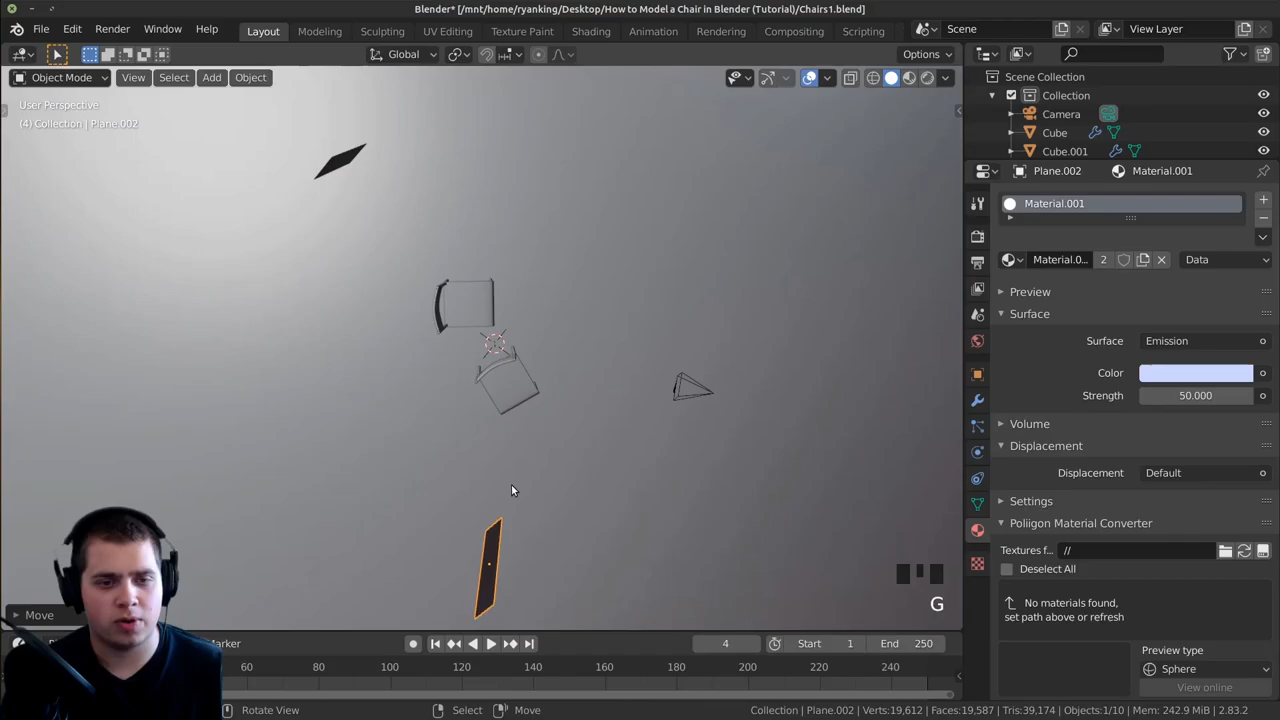 Blender* [/mnt/home/ryanking/Desktop/How to Model a Chair in Blender (Tutorial)/Chairs1.blend]
File Edit Render Window Help Layout Modeling Sculpting UV Editing Texture Paint Shading Animation Rendering Compositing Scripting Scene View Layer
Global Options
Object Mode View Select Add Object
User Perspective
(4) Collection | Plane.002
Scene Collection
Collection
Camera
Cube
Cube.001
Plane.002 Material.001
Material.001
Material.0... 2 Data
Preview
Surface
Surface Emission
Color
Strength 50.000
Volume
Displacement
Displacement Default
Settings
Poliigon Material Converter
Textures f... //
Deselect All
No materials found,
set path above or refresh
Preview type
Sphere
View online
G
Move
Marker 4 Start 1 End 250
60 80 100 120 140 160 180 200 220 240
Rotate View Select Move Collection | Plane.002 | Verts:19,612 | Faces:19,587 | Tris:39,174 | Objects:1/10 | Mem: 242.9 MiB | 2.83.2